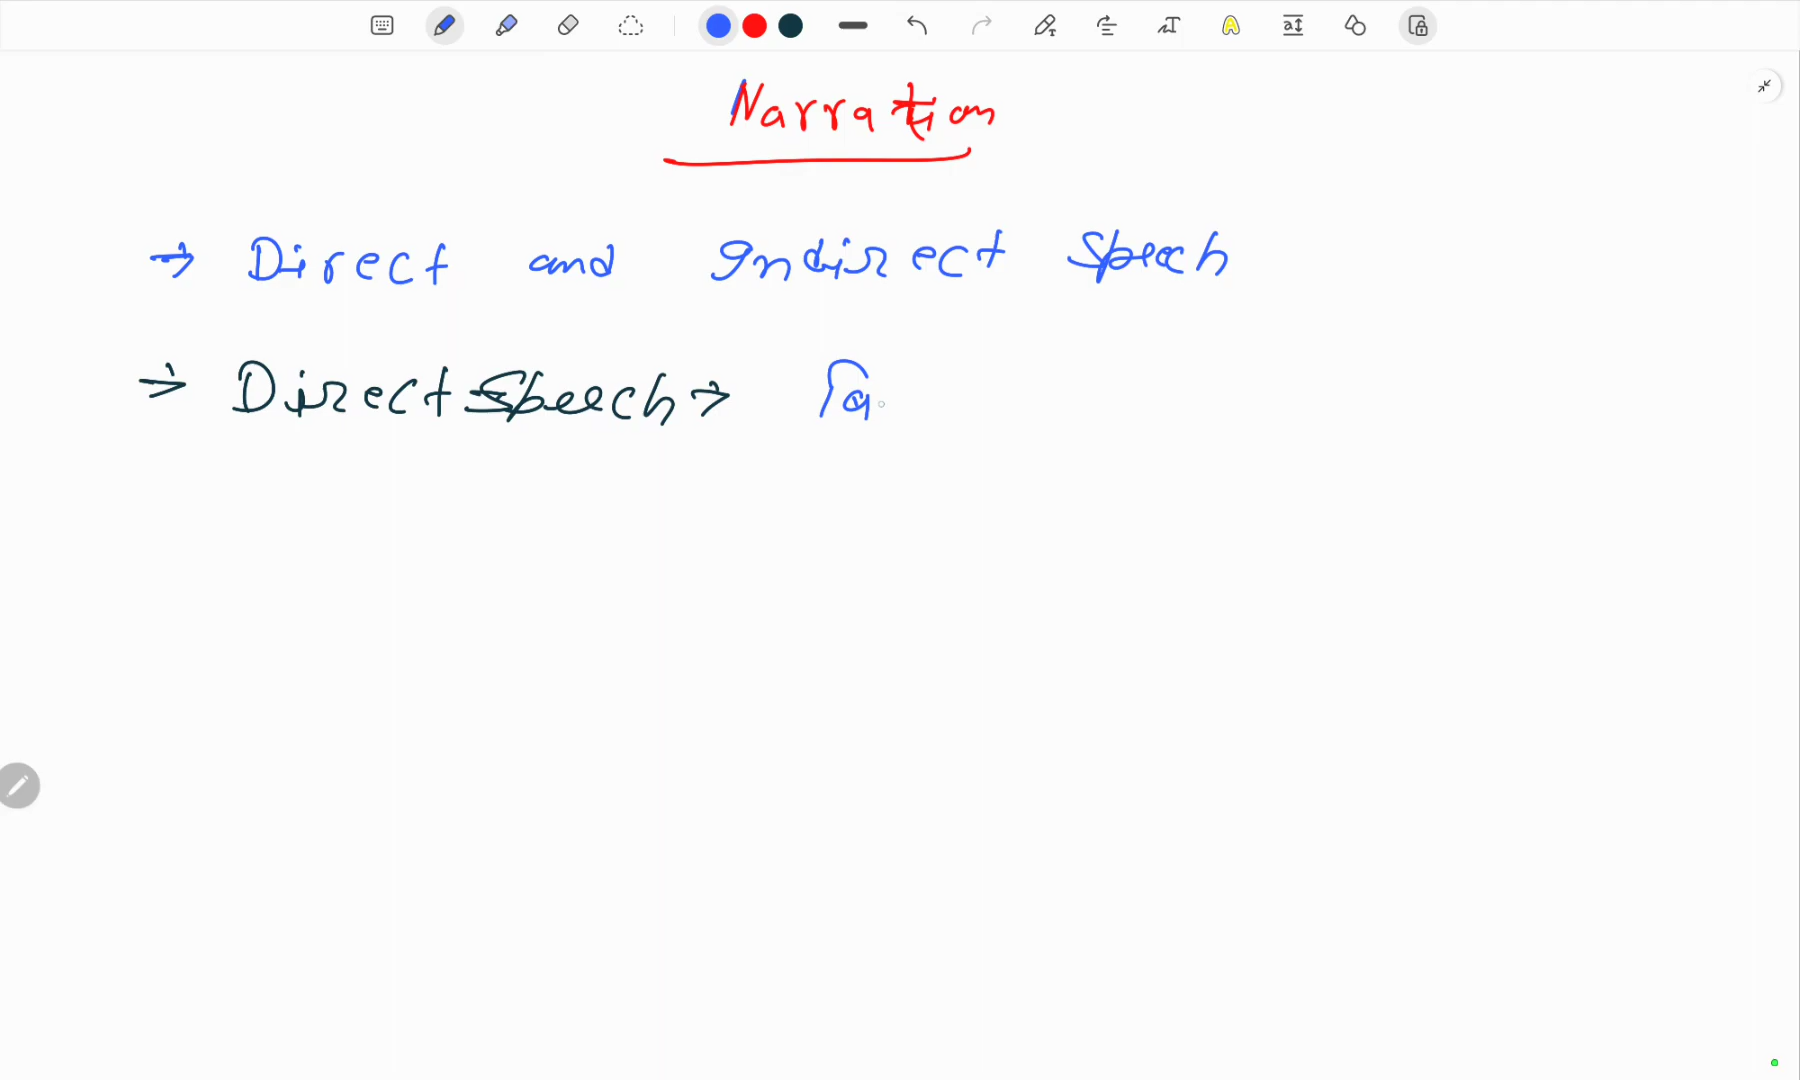 Narration
→ Direct and Indirect Speech
→ Direct Speech →